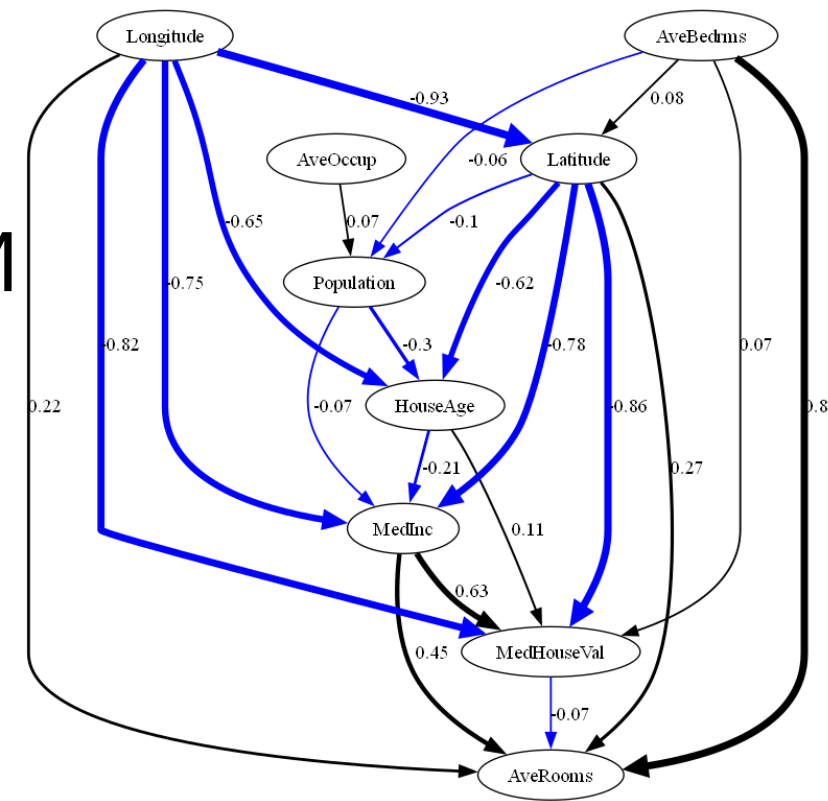 Longitude
AveBedrms
-0.93
0.08
AveOccup
-0.06
Latitude
0.07
-0.65
-0.1
M
Population
-0.75
-0.62
-0.82
-0.3
-0.78
0.07
0.22
-0.07
HouseAge
-0.86
0.8
-0.21
0.27
MedInc
0.11
0.63
0.45
MedHouseVal
-0.07
AveRooms